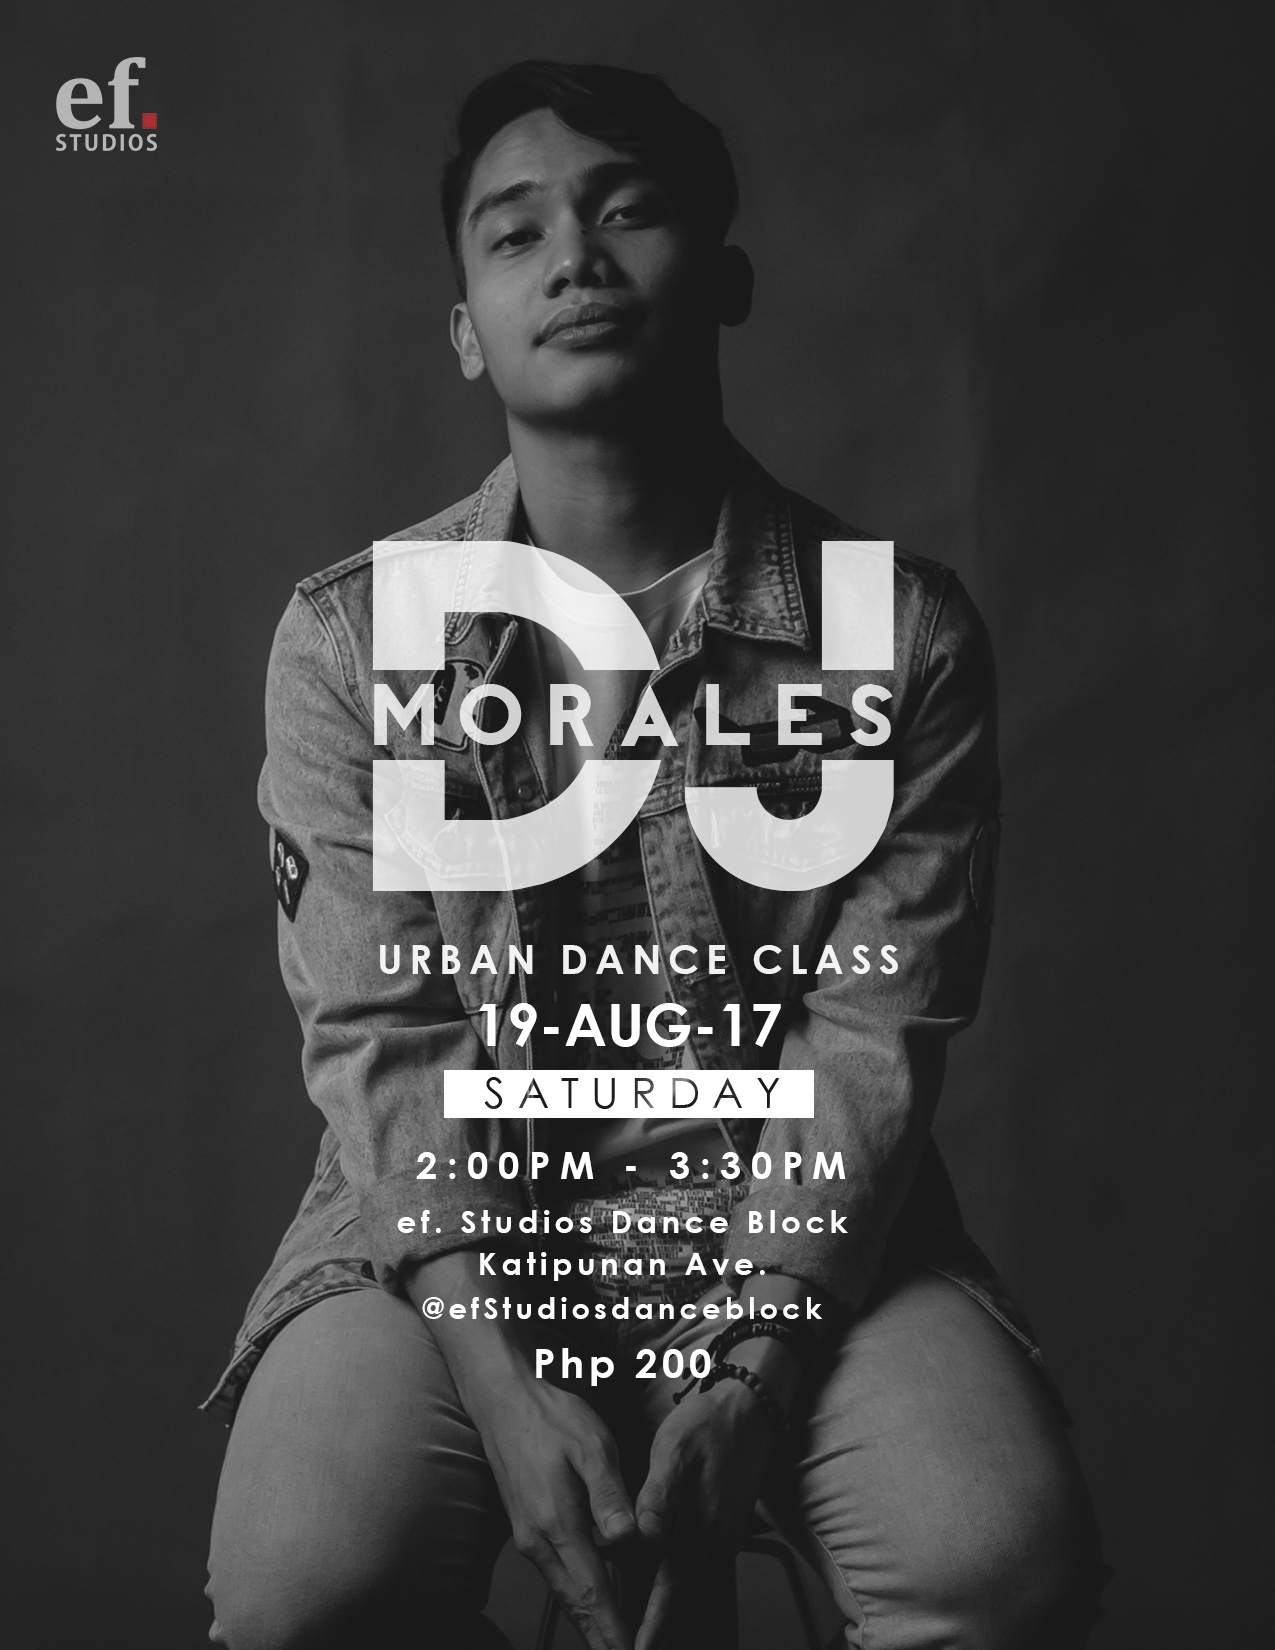 ef.
STUDIOS
DJ
MORALES
URBAN DANCE CLASS
19-AUG-17
SATURDAY
2:00PM - 3:30PM
ef. Studios Dance Block
Katipunan Ave.
@efStudiosdanceblock
Php 200